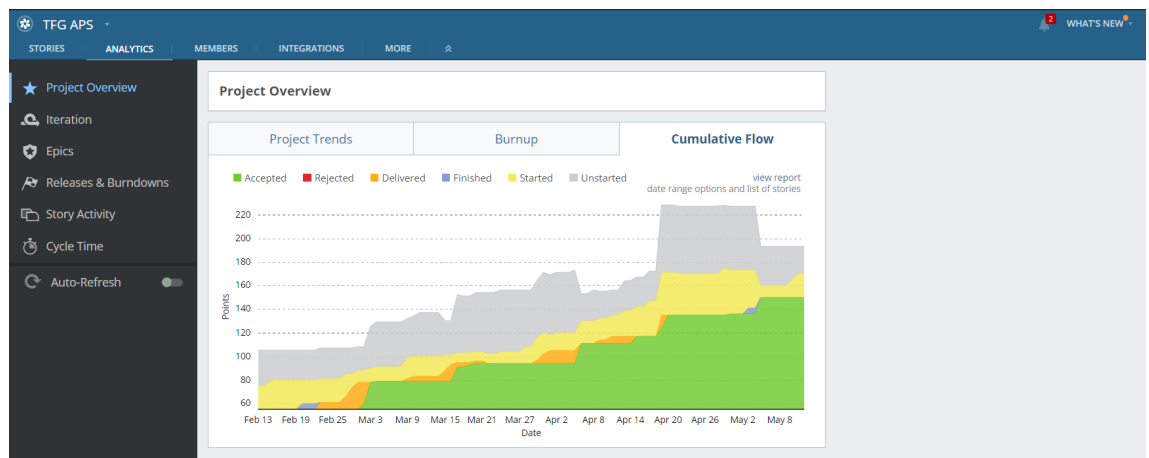 TFG APS
2
WHAT'S NEW
STORIES ANALYTICS MEMBERS INTEGRATIONS MORE
Project Overview
Iteration
Epics
Releases & Burndowns
Story Activity
Cycle Time
Auto-Refresh
Project Overview
Project Trends Burnup Cumulative Flow
Accepted Rejected Delivered Finished Started Unstarted
view report
date range options and list of stories
Points
220
200
180
160
140
120
100
80
60
Feb 13 Feb 19 Feb 25 Mar 3 Mar 9 Mar 15 Mar 21 Mar 27 Apr 2 Apr 8 Apr 14 Apr 20 Apr 26 May 2 May 8
Date